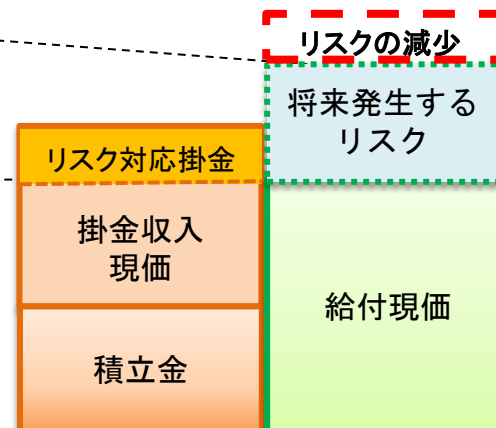 リスクの減少
将来発生する
リスク
リスク対応掛金
掛金収入
現価
給付現価
積立金